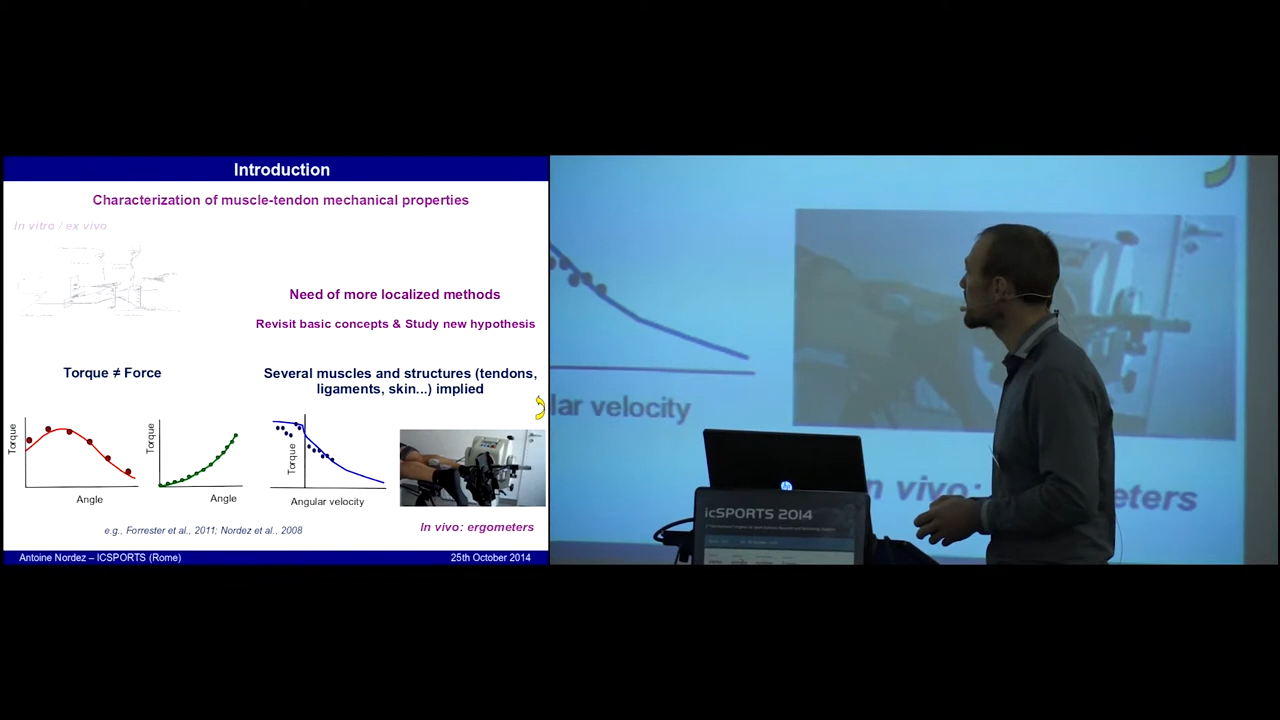 Introduction
Characterization of muscle-tendon mechanical properties
In vitro / ex vivo
Need of more localized methods
Revisit basic concepts & Study new hypothesis
Torque ≠ Force
Several muscles and structures (tendons,
ligaments, skin...) implied
Torque
Angle
Torque
Angle
Torque
Angular velocity
e.g., Forrester et al., 2011; Nordez et al., 2008
In vivo: ergometers
Antoine Nordez – ICSPORTS (Rome)
25th October 2014
lar velocity
n vivo:
eters
hp
icSPORTS 2014